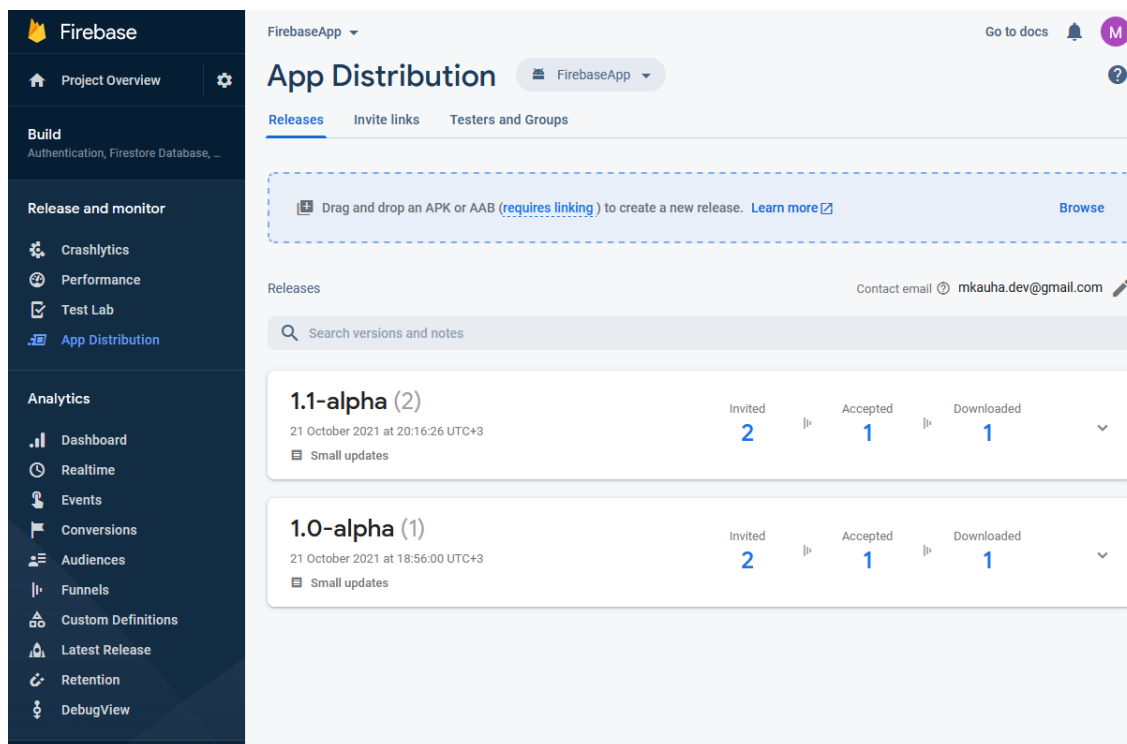 Firebase
Project Overview
Build
Authentication, Firestore Database, ...
Release and monitor
Crashlytics
Performance
Test Lab
App Distribution
Analytics
Dashboard
Realtime
Events
Conversions
Audiences
Funnels
Custom Definitions
Latest Release
Retention
DebugView
FirebaseApp
Go to docs
M
App Distribution
FirebaseApp
?
Releases Invite links Testers and Groups
Drag and drop an APK or AAB (requires linking ) to create a new release. Learn more
Browse
Releases
Contact email ? mkauha.dev@gmail.com
Search versions and notes
1.1-alpha (2)
21 October 2021 at 20:16:26 UTC+3
Small updates
Invited Accepted Downloaded
2 1 1
1.0-alpha (1)
21 October 2021 at 18:56:00 UTC+3
Small updates
Invited Accepted Downloaded
2 1 1